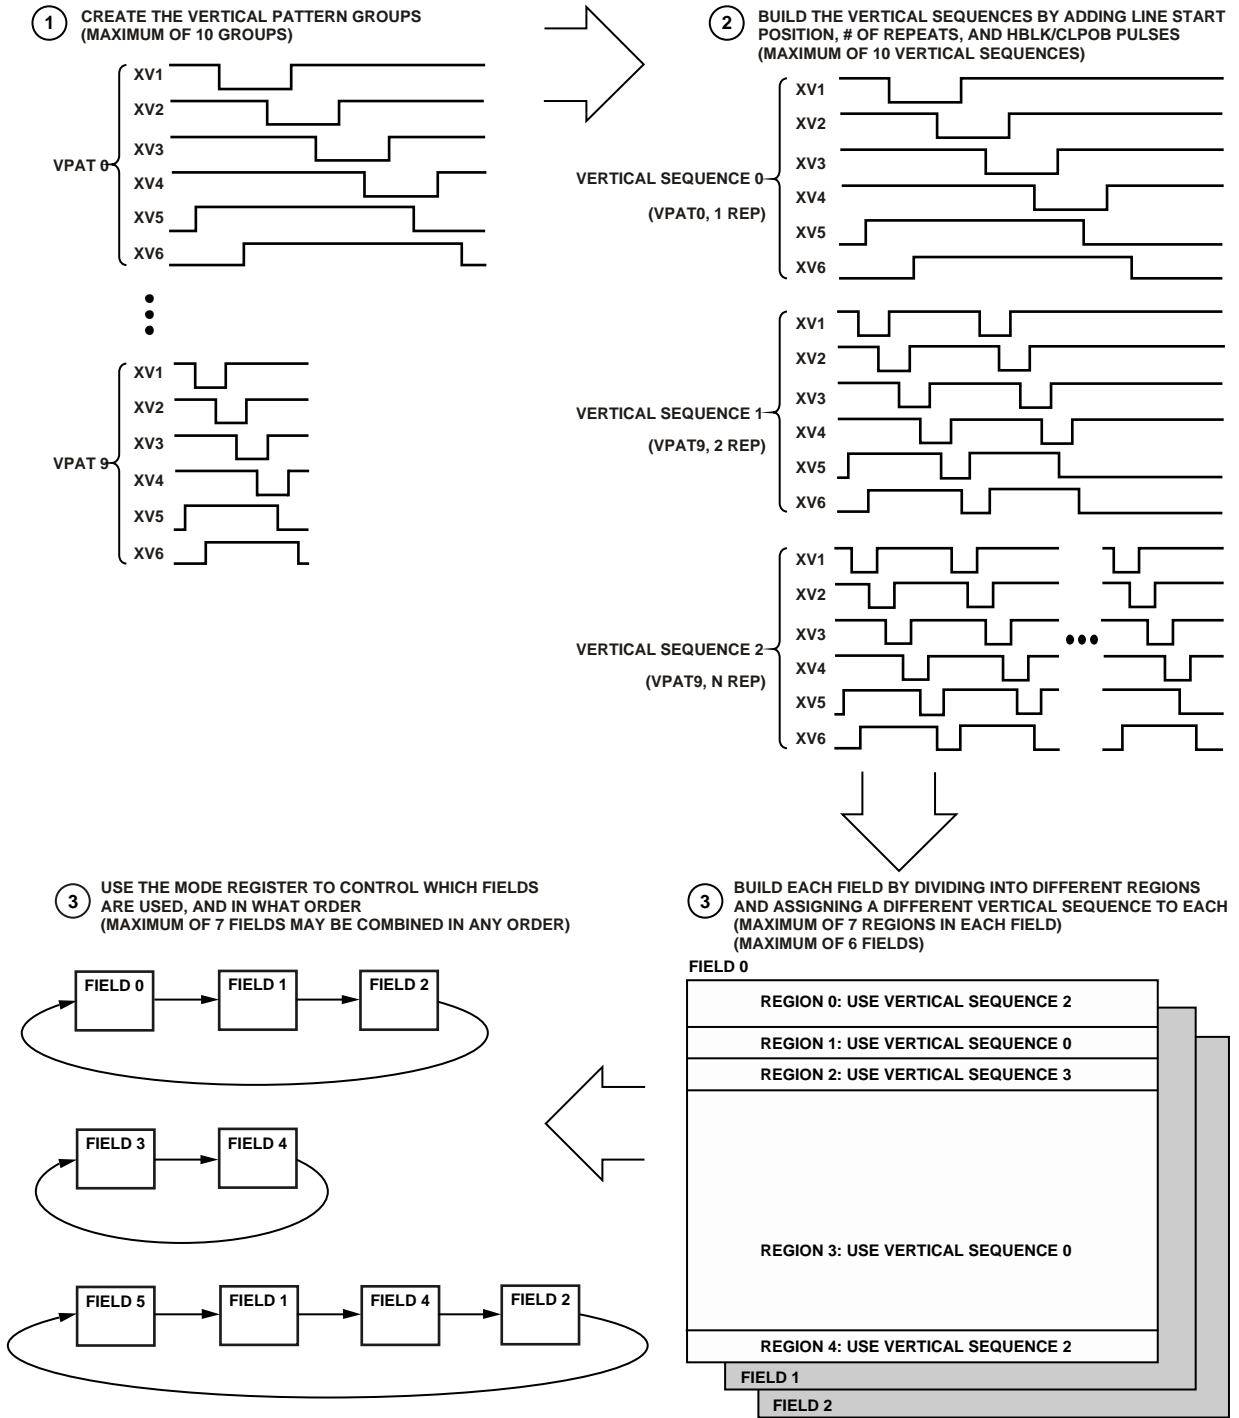 1
CREATE THE VERTICAL PATTERN GROUPS
(MAXIMUM OF 10 GROUPS)
VPAT 0
XV1
XV2
XV3
XV4
XV5
XV6
VPAT 9
XV1
XV2
XV3
XV4
XV5
XV6
2
BUILD THE VERTICAL SEQUENCES BY ADDING LINE START
POSITION, # OF REPEATS, AND HBLK/CLPOB PULSES
(MAXIMUM OF 10 VERTICAL SEQUENCES)
VERTICAL SEQUENCE 0
(VPAT0, 1 REP)
XV1
XV2
XV3
XV4
XV5
XV6
VERTICAL SEQUENCE 1
(VPAT9, 2 REP)
XV1
XV2
XV3
XV4
XV5
XV6
VERTICAL SEQUENCE 2
(VPAT9, N REP)
XV1
XV2
XV3
XV4
XV5
XV6
3
BUILD EACH FIELD BY DIVIDING INTO DIFFERENT REGIONS
AND ASSIGNING A DIFFERENT VERTICAL SEQUENCE TO EACH
(MAXIMUM OF 7 REGIONS IN EACH FIELD)
(MAXIMUM OF 6 FIELDS)
FIELD 0
REGION 0: USE VERTICAL SEQUENCE 2
REGION 1: USE VERTICAL SEQUENCE 0
REGION 2: USE VERTICAL SEQUENCE 3
REGION 3: USE VERTICAL SEQUENCE 0
REGION 4: USE VERTICAL SEQUENCE 2
FIELD 1
FIELD 2
3
USE THE MODE REGISTER TO CONTROL WHICH FIELDS
ARE USED, AND IN WHAT ORDER
(MAXIMUM OF 7 FIELDS MAY BE COMBINED IN ANY ORDER)
FIELD 0
FIELD 1
FIELD 2
FIELD 3
FIELD 4
FIELD 5
FIELD 1
FIELD 4
FIELD 2